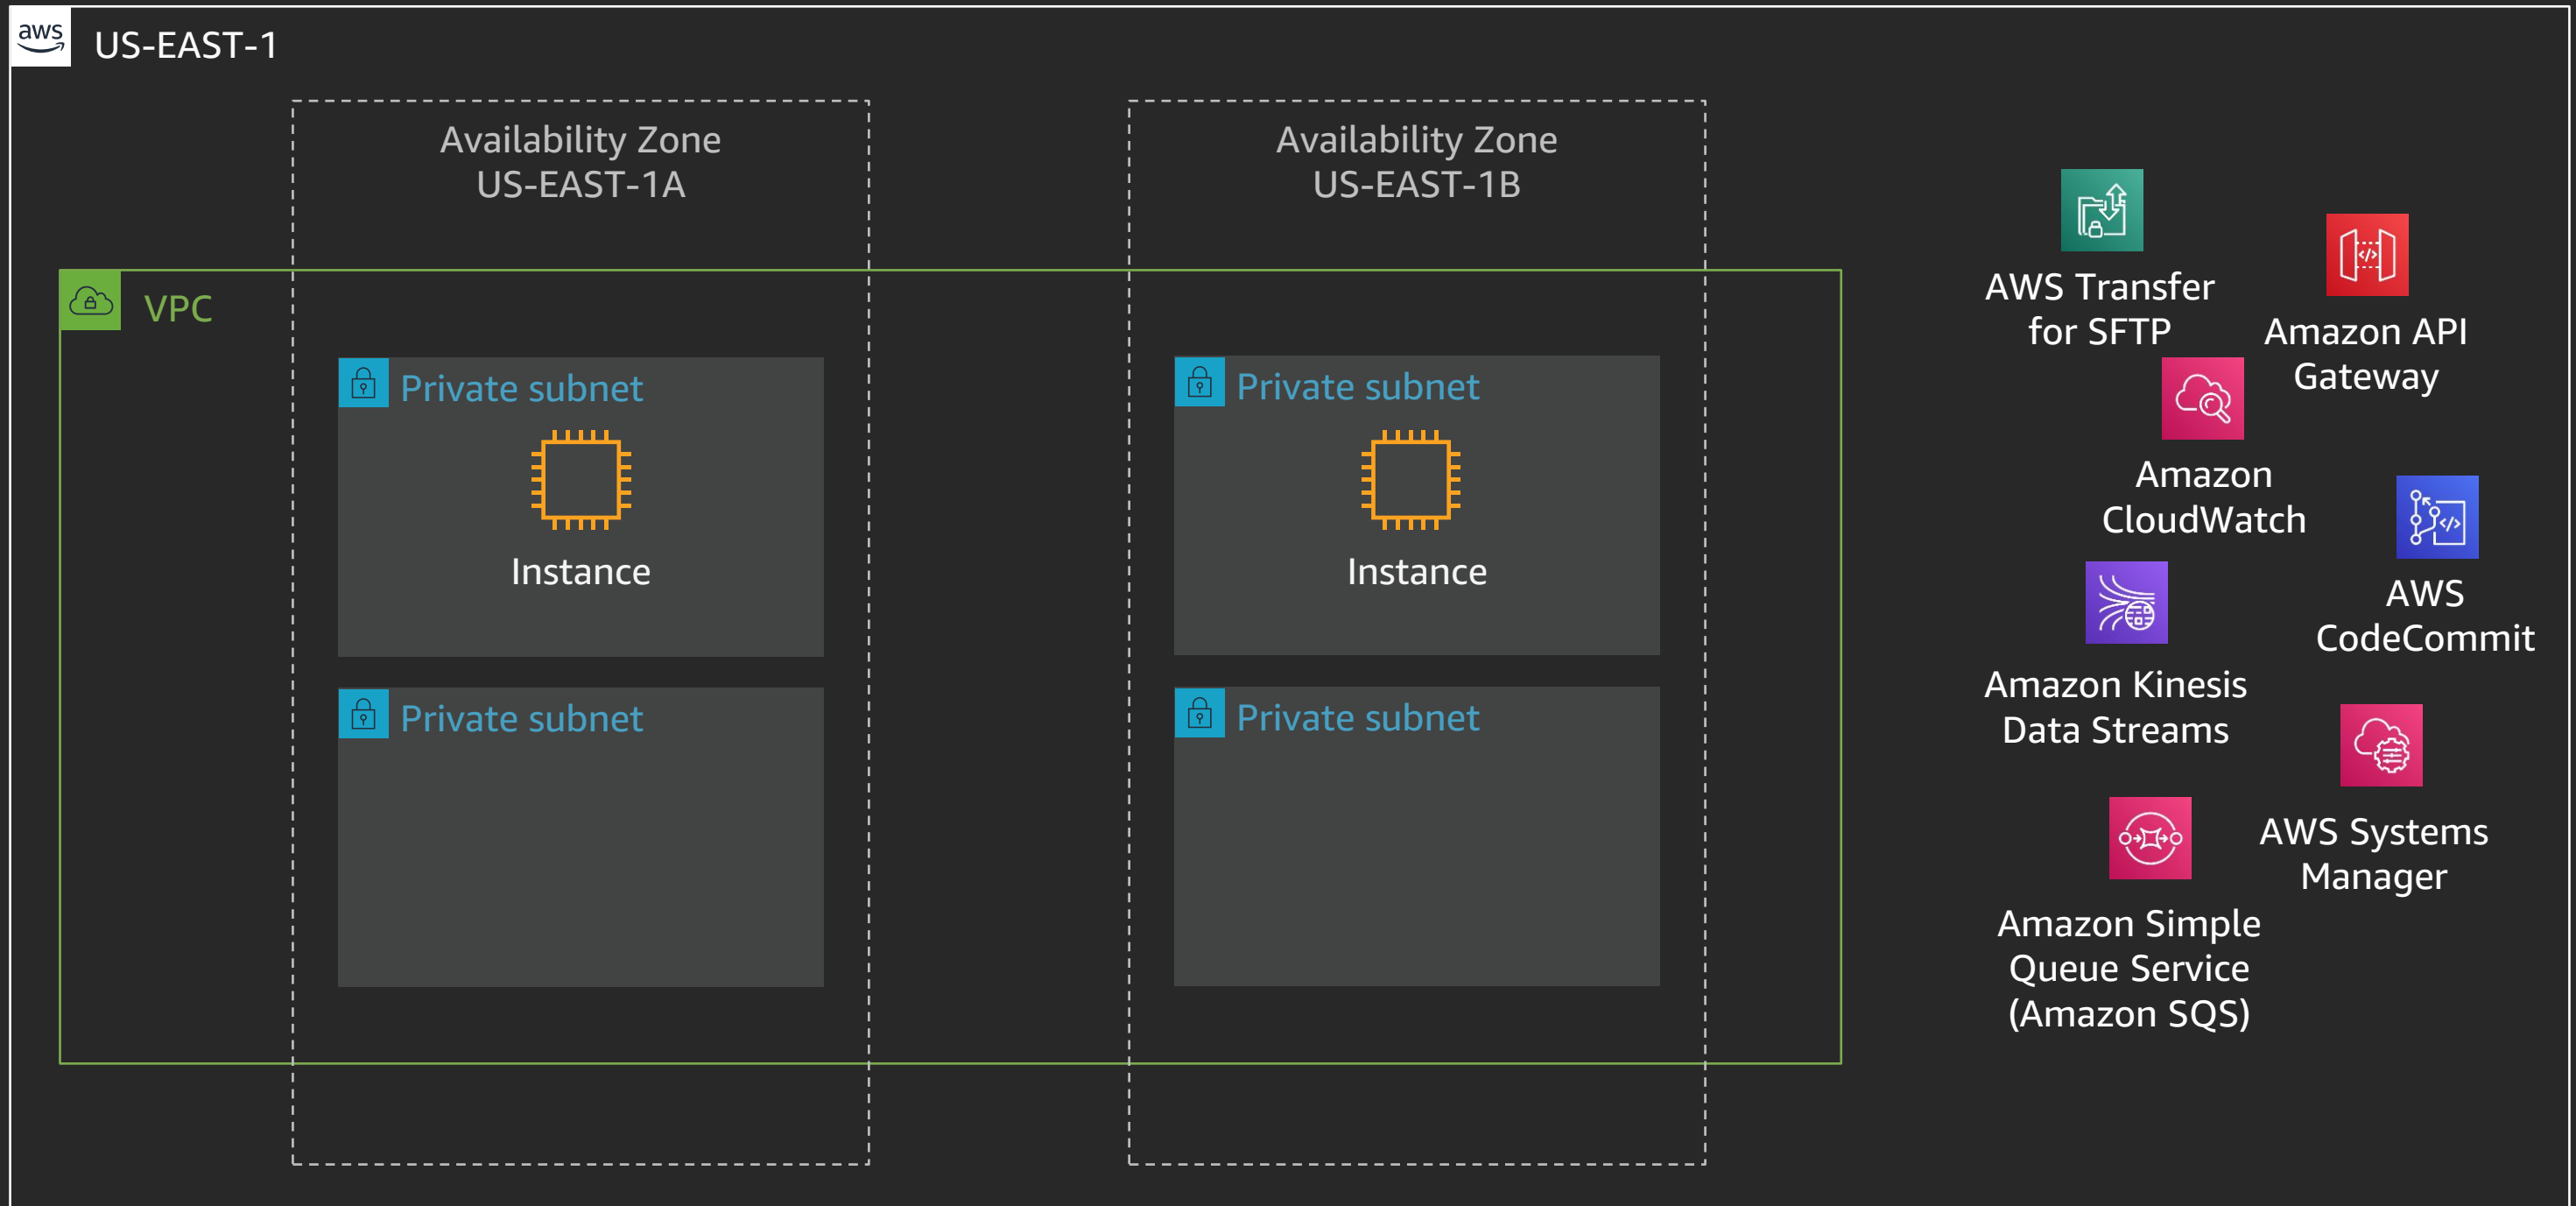 aws
US-EAST-1
Availability Zone
US-EAST-1A
Availability Zone
US-EAST-1B
VPC
Private subnet
Instance
Private subnet
Instance
Private subnet
Private subnet
AWS Transfer
for SFTP
Amazon API
Gateway
Amazon
CloudWatch
AWS
CodeCommit
Amazon Kinesis
Data Streams
AWS Systems
Manager
Amazon Simple
Queue Service
(Amazon SQS)